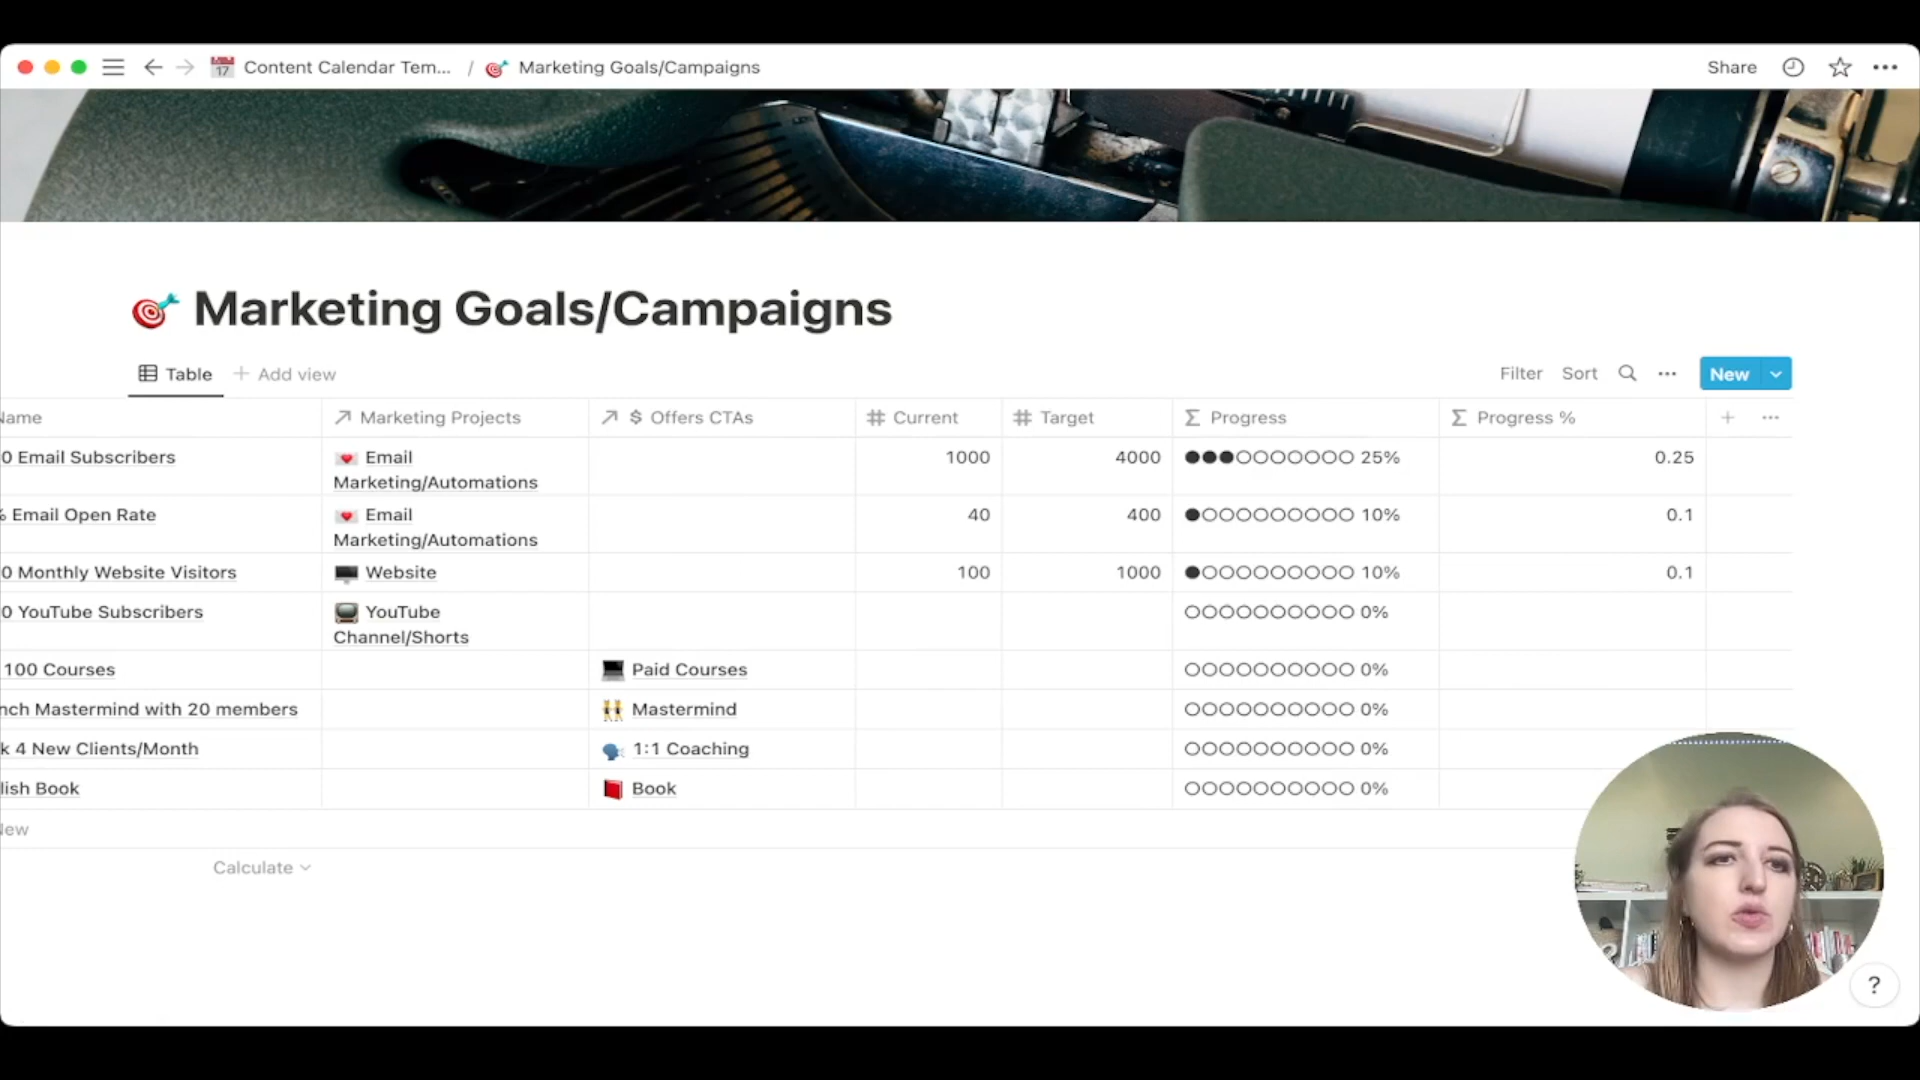 Content Calendar Tem... / Marketing Goals/Campaigns Share
Marketing Goals/Campaigns
Table Add view Filter Sort New
Name Marketing Projects $ Offers CTAs # Current # Target Σ Progress Σ Progress %
0 Email Subscribers Email Marketing/Automations 1000 4000 ●●●○○○○○○○ 25% 0.25
% Email Open Rate Email Marketing/Automations 40 400 ●○○○○○○○○○ 10% 0.1
0 Monthly Website Visitors Website 100 1000 ●○○○○○○○○○ 10% 0.1
0 YouTube Subscribers YouTube Channel/Shorts ○○○○○○○○○○ 0%
100 Courses Paid Courses ○○○○○○○○○○ 0%
nch Mastermind with 20 members Mastermind ○○○○○○○○○○ 0%
k 4 New Clients/Month 1:1 Coaching ○○○○○○○○○○ 0%
lish Book Book ○○○○○○○○○○ 0%
New
Calculate
?